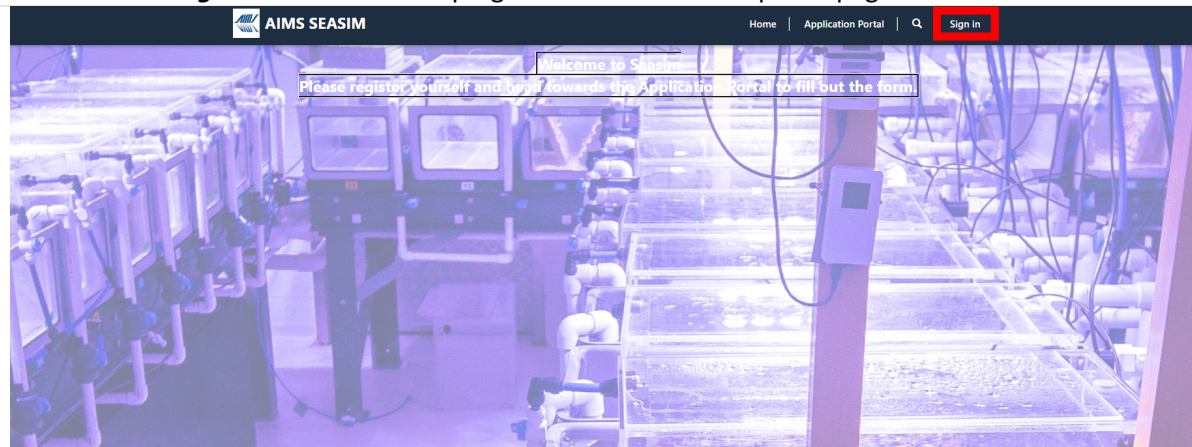 AIMS SEASIM
Home | Application Portal | Sign in
Welcome to Seasim
Please register yourself and head towards the Application Portal to fill out the form.